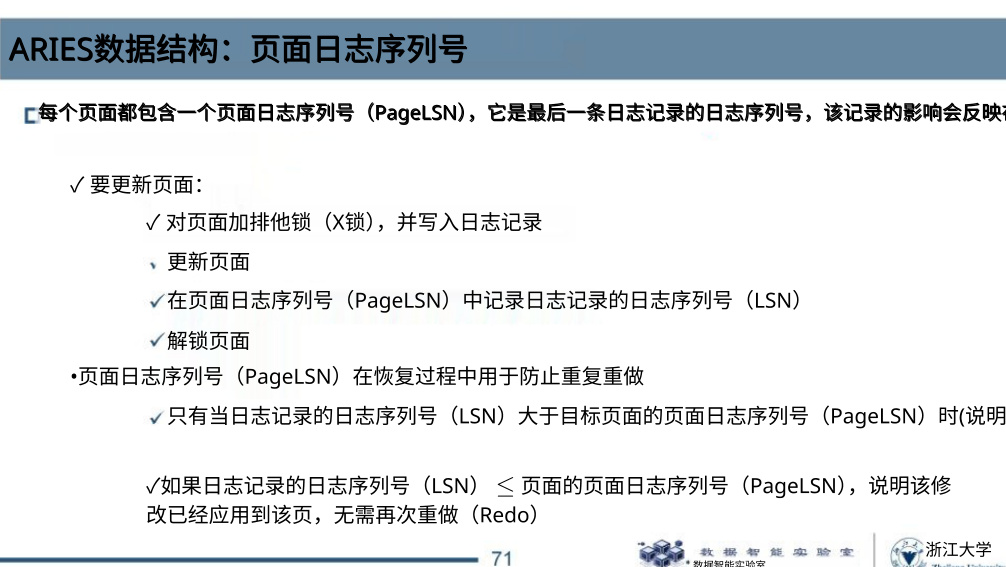 ARIES数据结构：页面日志序列号
每个页面都包含一个页面日志序列号（PageLSN），它是最后一条日志记录的日志序列号，该记录的影响会反映在
✓ 要更新页面：
✓ 对页面加排他锁（X锁），并写入日志记录
更新页面
✓在页面日志序列号（PageLSN）中记录日志记录的日志序列号（LSN）
✓解锁页面
•页面日志序列号（PageLSN）在恢复过程中用于防止重复重做
✓只有当日志记录的日志序列号（LSN）大于目标页面的页面日志序列号（PageLSN）时(说明
✓如果日志记录的日志序列号（LSN） ≤ 页面的页面日志序列号（PageLSN），说明该修
改已经应用到该页，无需再次重做（Redo）
71
数据智能实验室
数据智能实验室
浙江大学